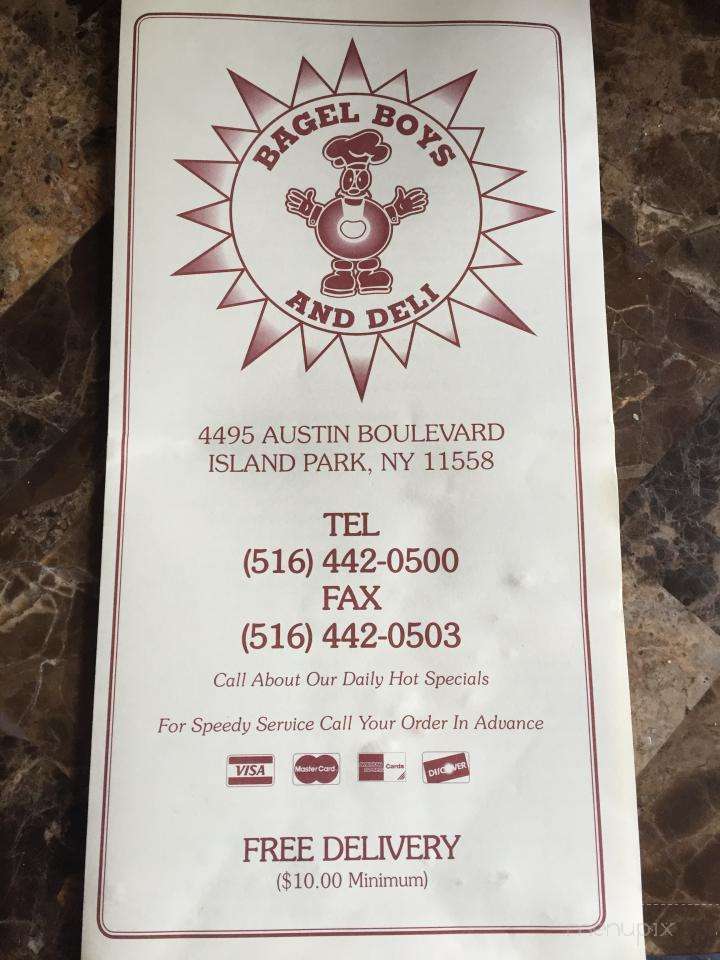 BAGEL BOYS
AND DELI
4495 AUSTIN BOULEVARD
ISLAND PARK, NY 11558
TEL
(516) 442-0500
FAX
(516) 442-0503
Call About Our Daily Hot Specials
For Speedy Service Call Your Order In Advance
VISA MasterCard Cards DISCOVER
FREE DELIVERY
($10.00 Minimum)
menupix